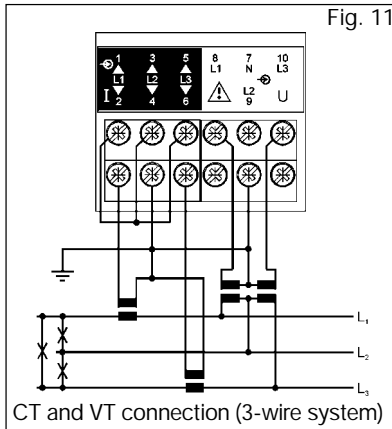 Fig. 11
1 3 5 8 7 10
L1 N L3
L1 L2 L3
I 2 4 6 L2 9 U
L₁
L₂
L₃
CT and VT connection (3-wire system)